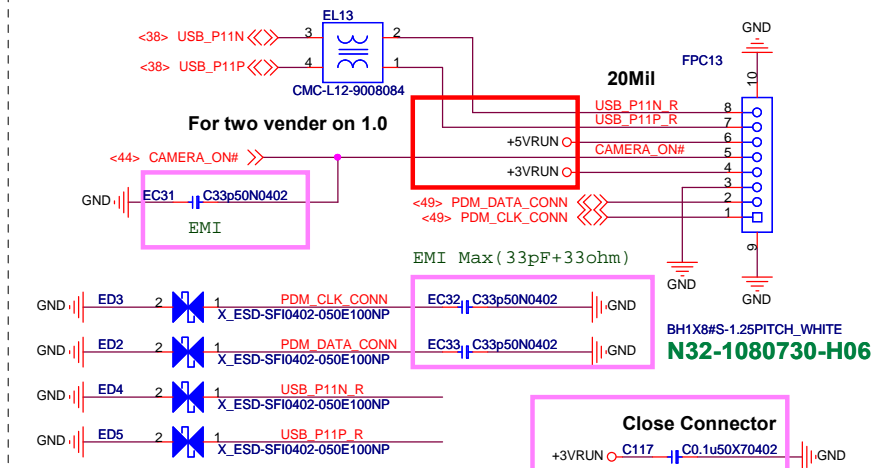 EL13
<38> USB_P11N 3 2
<38> USB_P11P 4 1
CMC-L12-9008084
GND
FPC13
10
20Mil
USB_P11N_R 8
USB_P11P_R 7
+5VRUN 6
CAMERA_ON# 5
+3VRUN 4
3
<49> PDM_DATA_CONN 2
<49> PDM_CLK_CONN 1
9
GND
GND
For two vender on 1.0
<44> CAMERA_ON#
GND EC31 C33p50N0402
EMI
EMI Max(33pF+33ohm)
GND ED3 2 1 PDM_CLK_CONN EC32 C33p50N0402 GND
X_ESD-SFI0402-050E100NP
GND ED2 2 1 PDM_DATA_CONN EC33 C33p50N0402 GND
X_ESD-SFI0402-050E100NP
GND ED4 2 1 USB_P11N_R
X_ESD-SFI0402-050E100NP
GND ED5 2 1 USB_P11P_R
X_ESD-SFI0402-050E100NP
BH1X8#S-1.25PITCH_WHITE
N32-1080730-H06
Close Connector
+3VRUN C117 C0.1u50X70402 GND